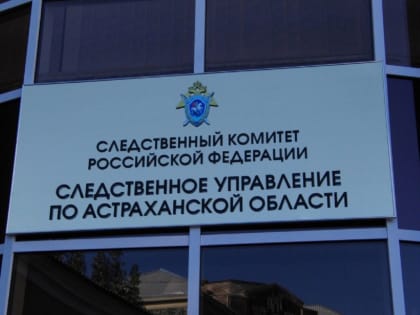 СЛЕДСТВЕННЫЙ КОМИТЕТ
РОССИЙСКОЙ ФЕДЕРАЦИИ
СЛЕДСТВЕННОЕ УПРАВЛЕНИЕ
ПО АСТРАХАНСКОЙ ОБЛАСТИ